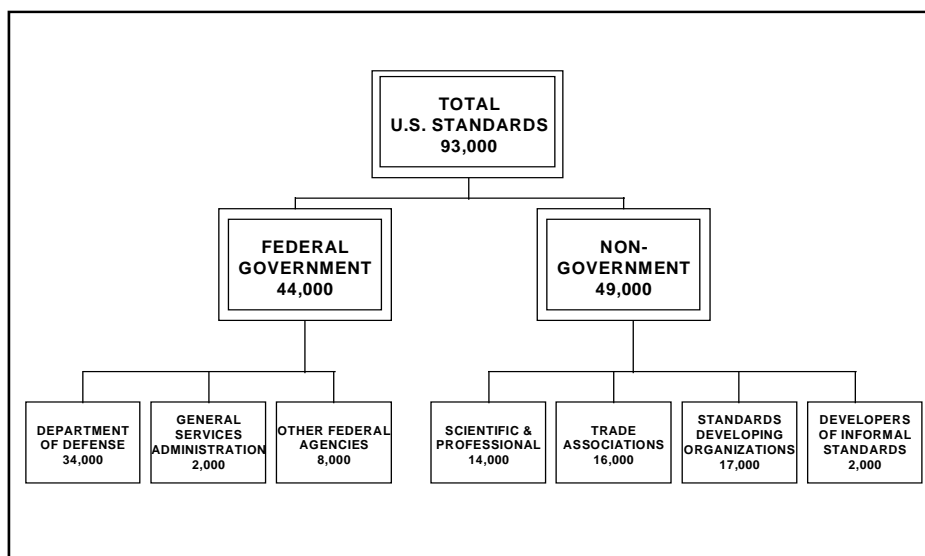 TOTAL
U.S. STANDARDS
93,000
FEDERAL
GOVERNMENT
44,000
NON-
GOVERNMENT
49,000
DEPARTMENT
OF DEFENSE
34,000
GENERAL
SERVICES
ADMINISTRATION
2,000
OTHER FEDERAL
AGENCIES
8,000
SCIENTIFIC &
PROFESSIONAL
14,000
TRADE
ASSOCIATIONS
16,000
STANDARDS
DEVELOPING
ORGANIZATIONS
17,000
DEVELOPERS
OF INFORMAL
STANDARDS
2,000